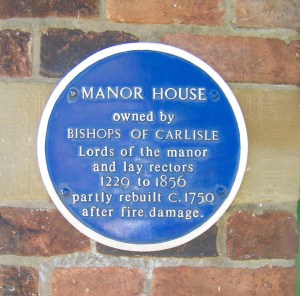 MANOR HOUSE
owned by
BISHOPS OF CARLISLE
Lords of the manor
and lay rectors
1229 to 1856
partly rebuilt C.1750
after fire damage.